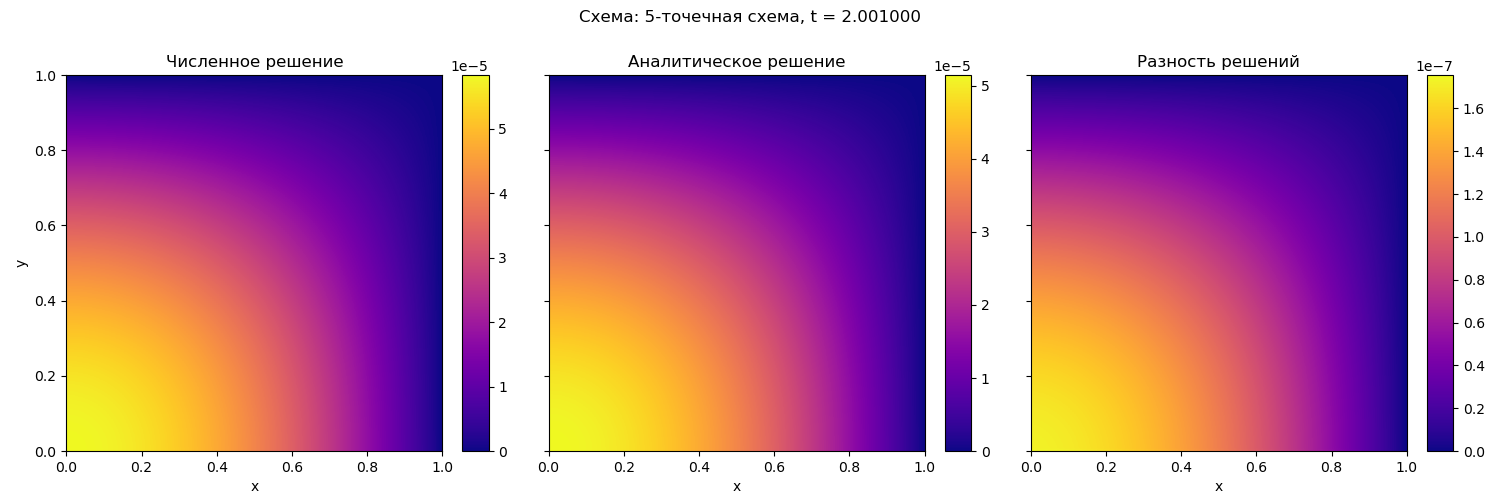 Схема: 5-точечная схема, t = 2.001000
Численное решение
1e−5
Аналитическое решение
1e−5
Разность решений
1e−7
1.0
0.8
0.6
0.4
0.2
0.0
y
0.0 0.2 0.4 0.6 0.8 1.0
x
5
4
3
2
1
0
0.0 0.2 0.4 0.6 0.8 1.0
x
5
4
3
2
1
0
0.0 0.2 0.4 0.6 0.8 1.0
x
1.6
1.4
1.2
1.0
0.8
0.6
0.4
0.2
0.0